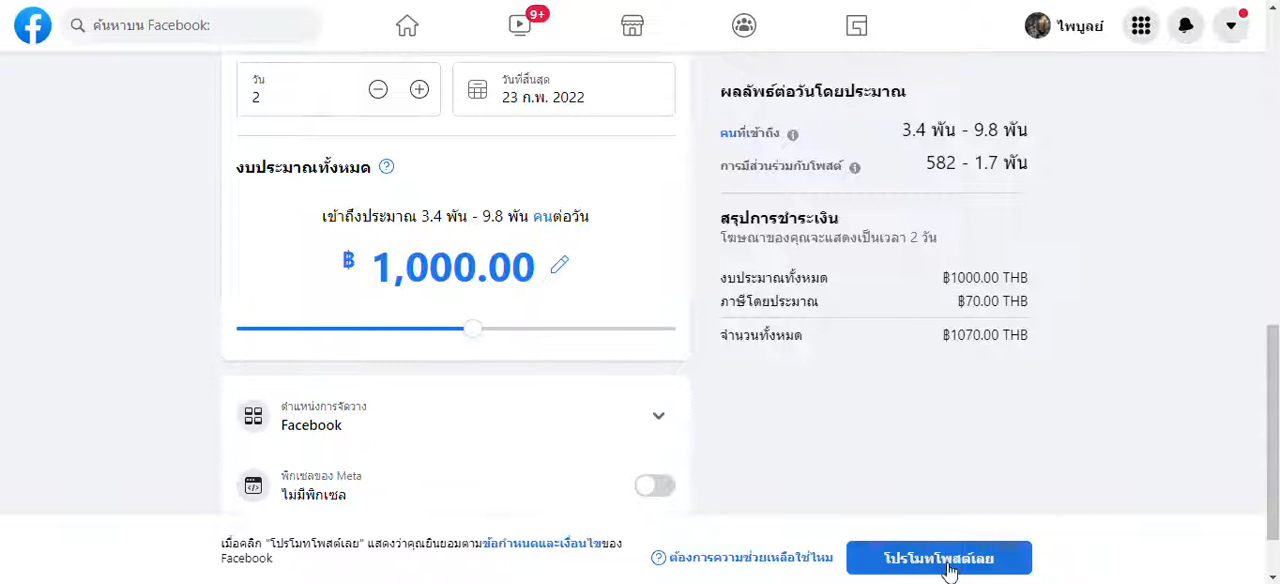 ค้นหาบน Facebook:
9+
ไพบูลย์
วัน
2
วันที่สิ้นสุด
23 ก.พ. 2022
งบประมาณทั้งหมด
เข้าถึงประมาณ 3.4 พัน - 9.8 พัน คนต่อวัน
฿ 1,000.00
ตำแหน่งการจัดวาง
Facebook
พิกเซลของ Meta
ไม่มีพิกเซล
ผลลัพธ์ต่อวันโดยประมาณ
คนที่เข้าถึง 3.4 พัน - 9.8 พัน
การมีส่วนร่วมกับโพสต์ 582 - 1.7 พัน
สรุปการชำระเงิน
โฆษณาของคุณจะแสดงเป็นเวลา 2 วัน
งบประมาณทั้งหมด ฿1000.00 THB
ภาษีโดยประมาณ ฿70.00 THB
จำนวนทั้งหมด ฿1070.00 THB
เมื่อคลิก "โปรโมทโพสต์เลย" แสดงว่าคุณยินยอมตามข้อกำหนดและเงื่อนไขของ
Facebook
ต้องการความช่วยเหลือใช่ไหม
โปรโมทโพสต์เลย